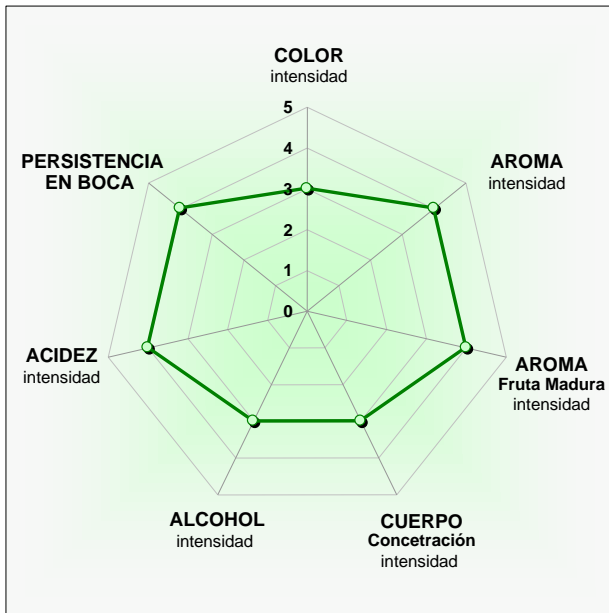 COLOR
intensidad
5
4
3
2
1
0
AROMA
intensidad
AROMA
Fruta Madura
intensidad
CUERPO
Concetración
intensidad
ALCOHOL
intensidad
ACIDEZ
intensidad
PERSISTENCIA
EN BOCA